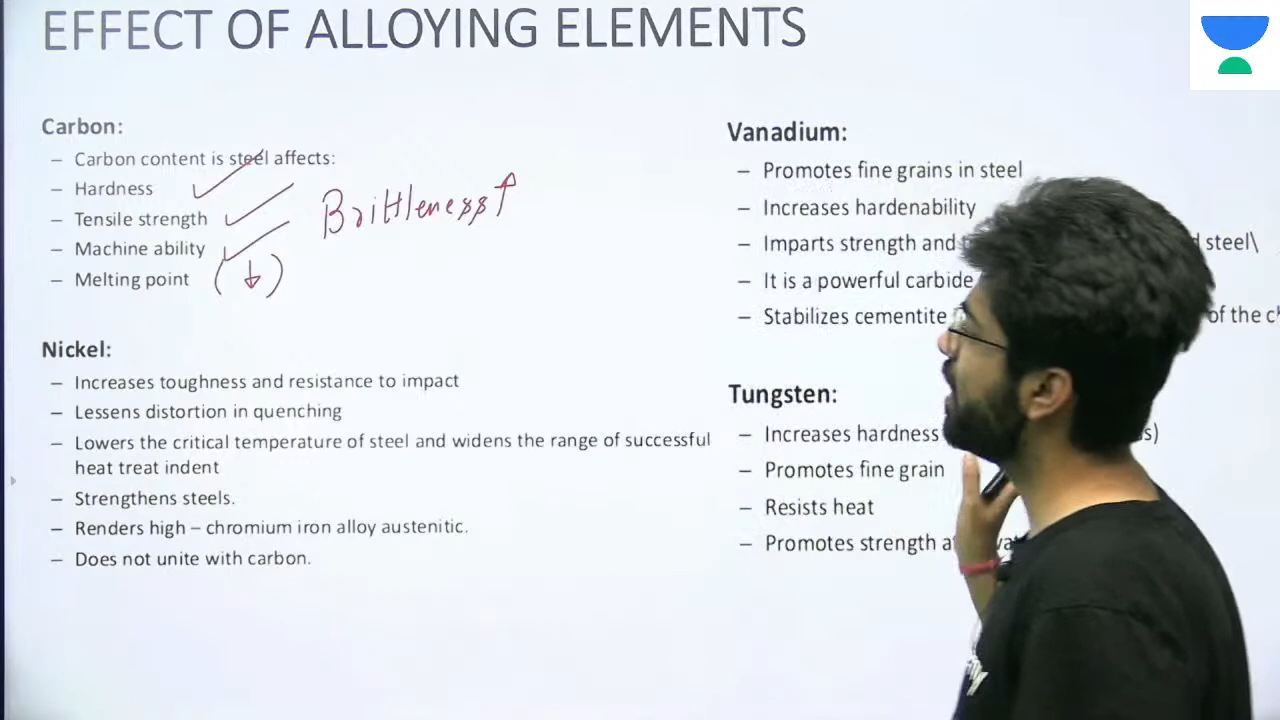 EFFECT OF ALLOYING ELEMENTS
Carbon:
– Carbon content is steel affects:
– Hardness
– Tensile strength
– Machine ability
– Melting point (↓)
Brittleness↑
Nickel:
– Increases toughness and resistance to impact
– Lessens distortion in quenching
– Lowers the critical temperature of steel and widens the range of successful
heat treat indent
– Strengthens steels.
– Renders high – chromium iron alloy austenitic.
– Does not unite with carbon.
Vanadium:
– Promotes fine grains in steel
– Increases hardenability
– Imparts strength and steel\
– It is a powerful carbide
– Stabilizes cementite of the
Tungsten:
– Increases hardness
– Promotes fine grain
– Resists heat
– Promotes strength